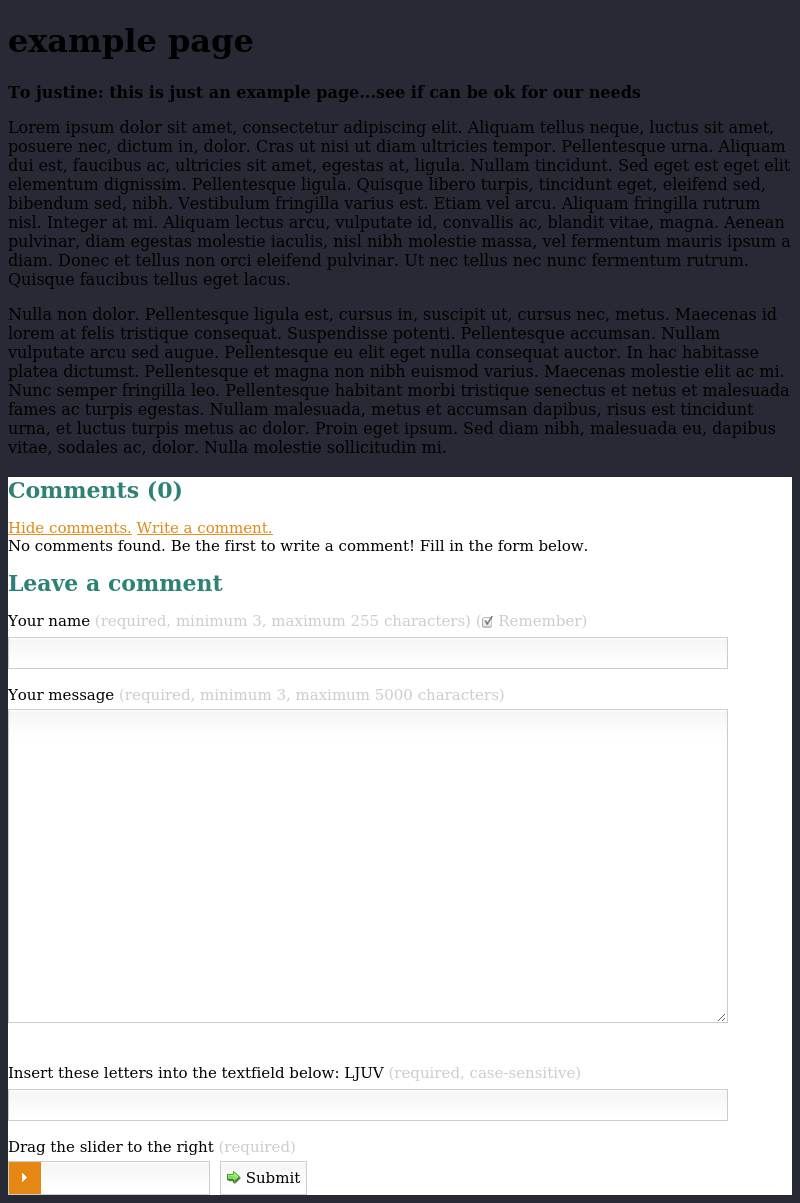 example page
To justine: this is just an example page...see if can be ok for our needs
Lorem ipsum dolor sit amet, consectetur adipiscing elit. Aliquam tellus neque, luctus sit amet,
posuere nec, dictum in, dolor. Cras ut nisi ut diam ultricies tempor. Pellentesque urna. Aliquam
dui est, faucibus ac, ultricies sit amet, egestas at, ligula. Nullam tincidunt. Sed eget est eget elit
elementum dignissim. Pellentesque ligula. Quisque libero turpis, tincidunt eget, eleifend sed,
bibendum sed, nibh. Vestibulum fringilla varius est. Etiam vel arcu. Aliquam fringilla rutrum
nisl. Integer at mi. Aliquam lectus arcu, vulputate id, convallis ac, blandit vitae, magna. Aenean
pulvinar, diam egestas molestie iaculis, nisl nibh molestie massa, vel fermentum mauris ipsum a
diam. Donec et tellus non orci eleifend pulvinar. Ut nec tellus nec nunc fermentum rutrum.
Quisque faucibus tellus eget lacus.
Nulla non dolor. Pellentesque ligula est, cursus in, suscipit ut, cursus nec, metus. Maecenas id
lorem at felis tristique consequat. Suspendisse potenti. Pellentesque accumsan. Nullam
vulputate arcu sed augue. Pellentesque eu elit eget nulla consequat auctor. In hac habitasse
platea dictumst. Pellentesque et magna non nibh euismod varius. Maecenas molestie elit ac mi.
Nunc semper fringilla leo. Pellentesque habitant morbi tristique senectus et netus et malesuada
fames ac turpis egestas. Nullam malesuada, metus et accumsan dapibus, risus est tincidunt
urna, et luctus turpis metus ac dolor. Proin eget ipsum. Sed diam nibh, malesuada eu, dapibus
vitae, sodales ac, dolor. Nulla molestie sollicitudin mi.
Comments (0)
Hide comments. Write a comment.
No comments found. Be the first to write a comment! Fill in the form below.
Leave a comment
Your name (required, minimum 3, maximum 255 characters) ( Remember)
Your message (required, minimum 3, maximum 5000 characters)
Insert these letters into the textfield below: LJUV (required, case-sensitive)
Drag the slider to the right (required)
Submit